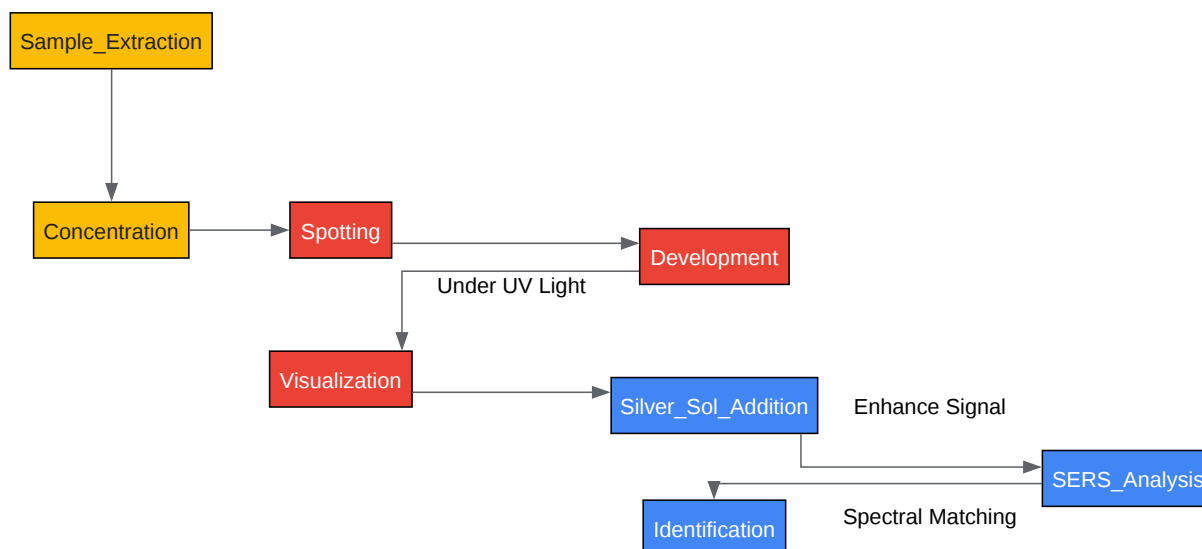 Sample_Extraction
Concentration
Spotting
Development
Under UV Light
Visualization
Silver_Sol_Addition
Enhance Signal
SERS_Analysis
Spectral Matching
Identification